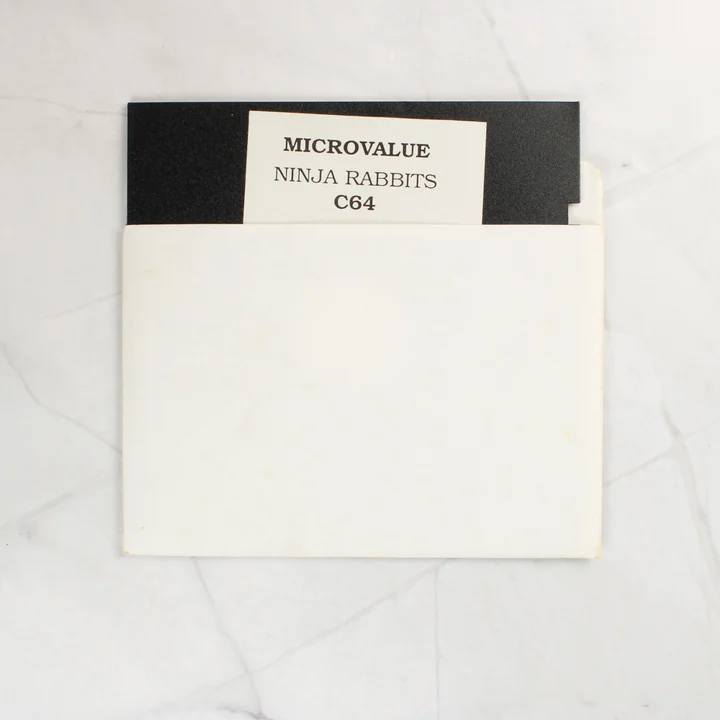 MICROVALUE
NINJA RABBITS
C64